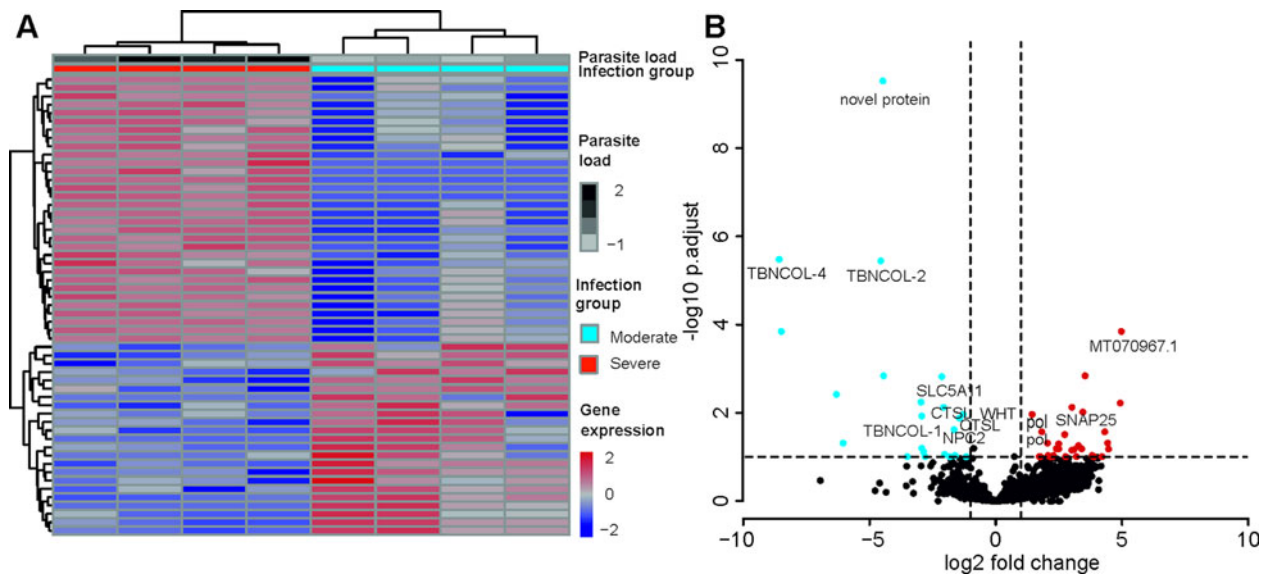 A
Parasite load
Infection group
Parasite
load
2
−1
Infection
group
Moderate
Severe
Gene
expression
2
0
−2
B
-log10 p.adjust
10
8
6
4
2
0
novel protein
TBNCOL-4
TBNCOL-2
MT070967.1
SLC5A11
CTSL
WHT
pol
SNAP25
TBNCOL-1
CTSL
NPC2
pol
−10
−5
0
5
10
log2 fold change